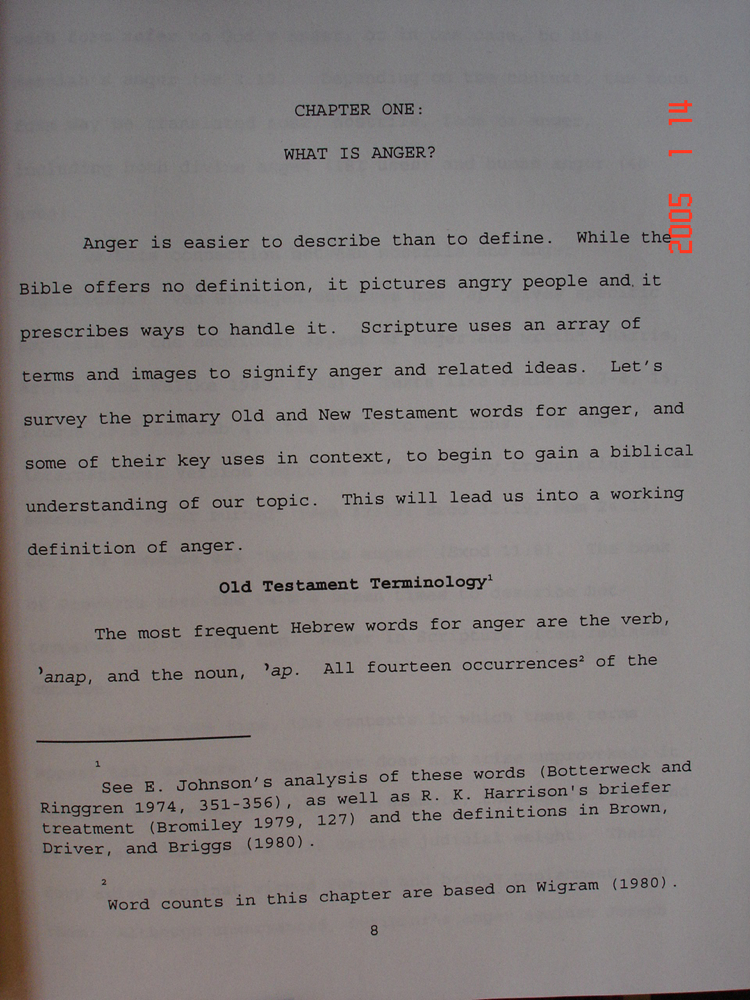 CHAPTER ONE:
WHAT IS ANGER?
2005 1 14
Anger is easier to describe than to define. While the
Bible offers no definition, it pictures angry people and it
prescribes ways to handle it. Scripture uses an array of
terms and images to signify anger and related ideas. Let's
survey the primary Old and New Testament words for anger, and
some of their key uses in context, to begin to gain a biblical
understanding of our topic. This will lead us into a working
definition of anger.
Old Testament Terminology¹
The most frequent Hebrew words for anger are the verb,
ʾanap, and the noun, ʾap. All fourteen occurrences² of the
1
See E. Johnson's analysis of these words (Botterweck and
Ringgren 1974, 351-356), as well as R. K. Harrison's briefer
treatment (Bromiley 1979, 127) and the definitions in Brown,
Driver, and Briggs (1980).
2
Word counts in this chapter are based on Wigram (1980).
8